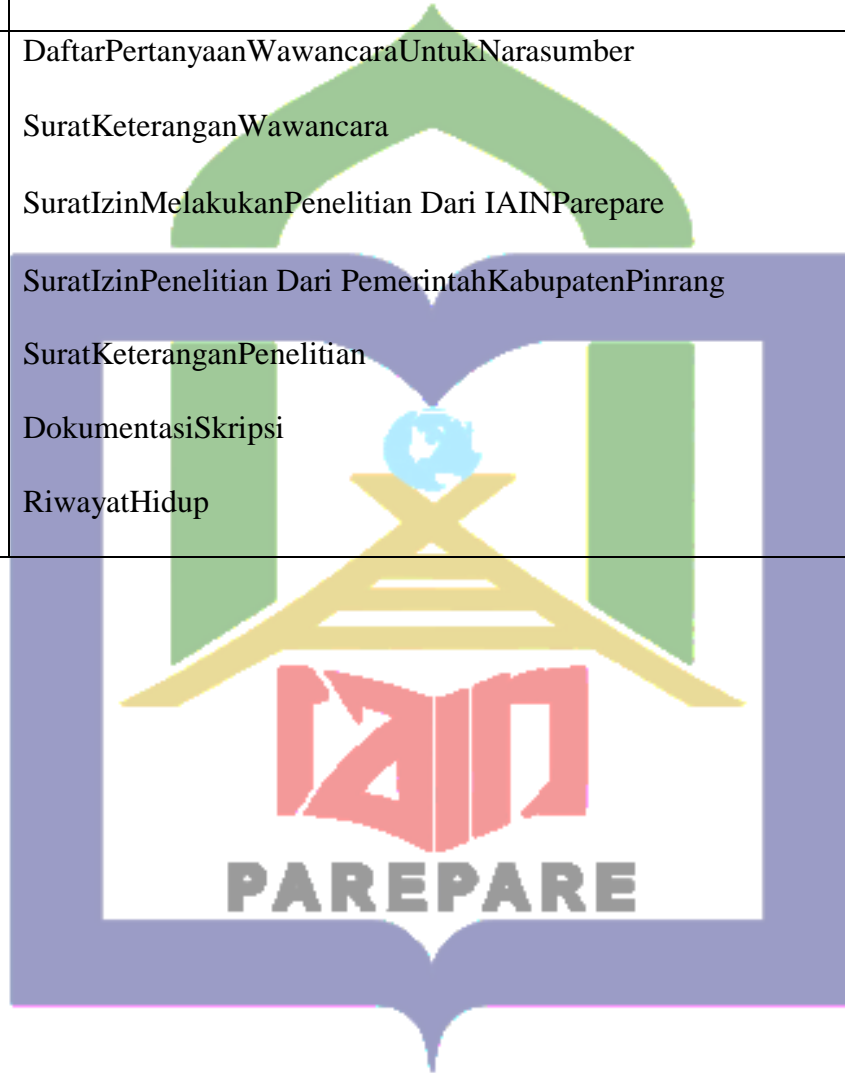 DaftarPertanyaanWawancaraUntukNarasumber
SuratKeteranganWawancara
SuratIzinMelakukanPenelitian Dari IAINParepare
SuratIzinPenelitian Dari PemerintahKabupatenPinrang
SuratKeteranganPenelitian
DokumentasiSkripsi
RiwayatHidup
iain
PAREPARE